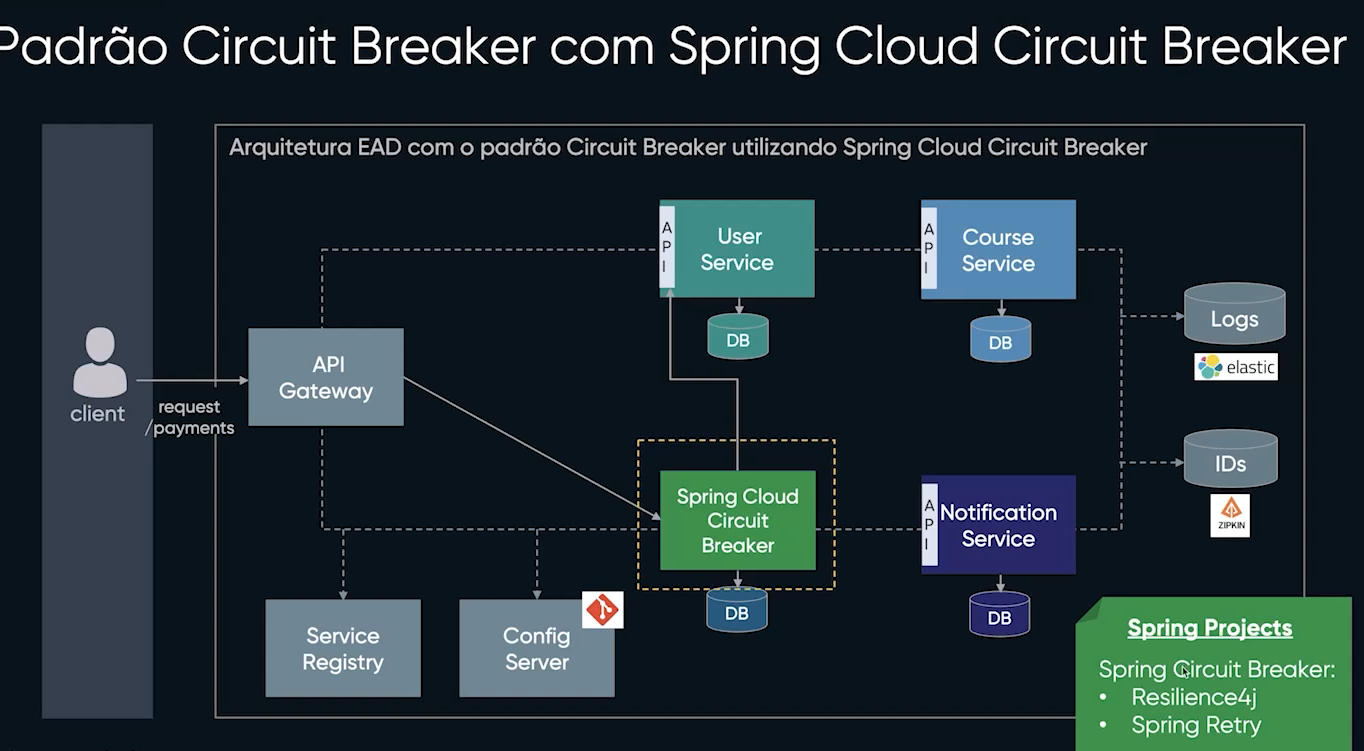 Padrão Circuit Breaker com Spring Cloud Circuit Breaker
Arquitetura EAD com o padrão Circuit Breaker utilizando Spring Cloud Circuit Breaker
client
request
/payments
API
Gateway
API
User
Service
DB
API
Course
Service
DB
Logs
elastic
IDs
ZIPKIN
Spring Cloud
Circuit
Breaker
DB
API
Notification
Service
DB
Service
Registry
Config
Server
Spring Projects
Spring Circuit Breaker:
• Resilience4j
• Spring Retry